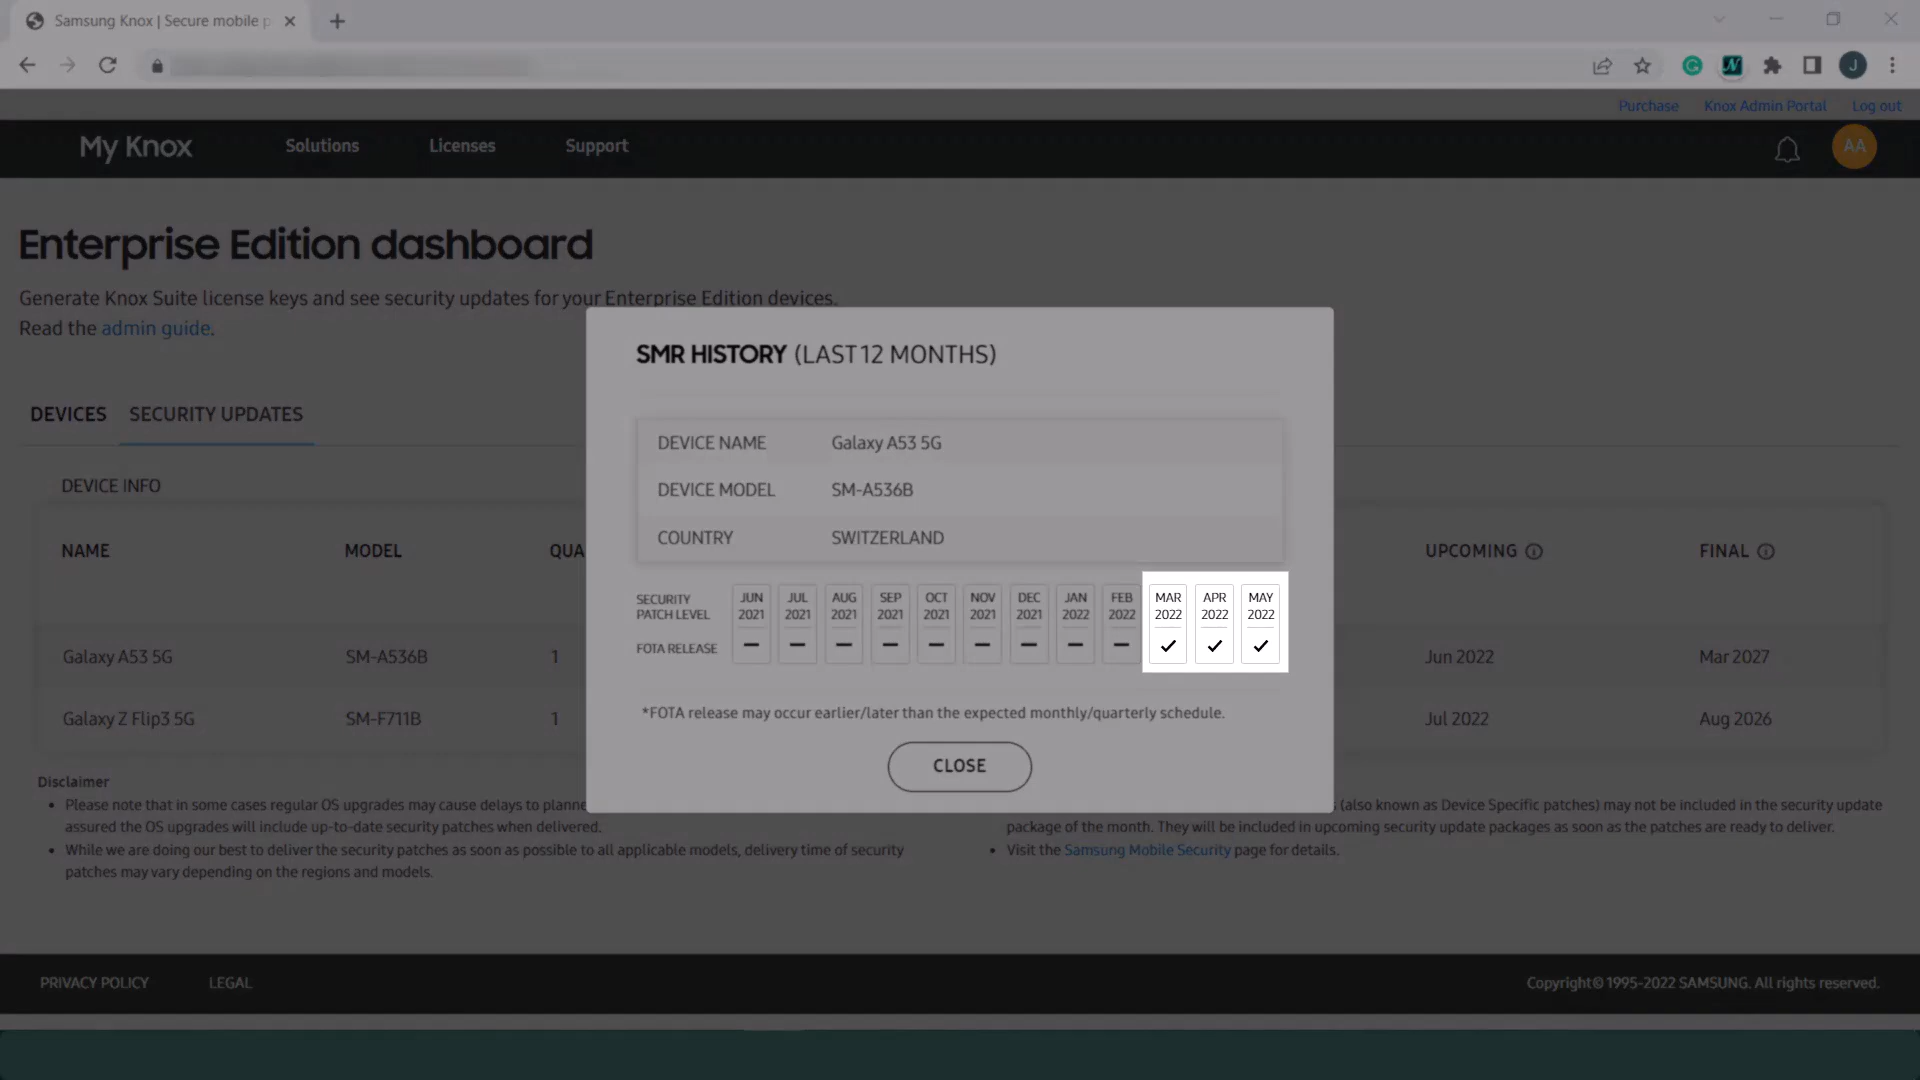 Samsung Knox | Secure mobile p
J
Purchase
Knox Admin Portal
Log out
My Knox
Solutions
Licenses
Support
AA
Enterprise Edition dashboard
Generate Knox Suite license keys and see security updates for your Enterprise Edition devices.
Read the admin guide.
DEVICES
SECURITY UPDATES
DEVICE INFO
NAME
MODEL
QUA
UPCOMING
FINAL
Galaxy A53 5G
SM-A536B
1
Jun 2022
Mar 2027
Galaxy Z Flip3 5G
SM-F711B
1
Jul 2022
Aug 2026
SMR HISTORY (LAST 12 MONTHS)
DEVICE NAME Galaxy A53 5G
DEVICE MODEL SM-A536B
COUNTRY SWITZERLAND
SECURITY
PATCH LEVEL
JUN JUL AUG SEP OCT NOV DEC JAN FEB MAR APR MAY
2021 2021 2021 2021 2021 2021 2021 2022 2022 2022 2022 2022
FOTA RELEASE
*FOTA release may occur earlier/later than the expected monthly/quarterly schedule.
CLOSE
Disclaimer
• Please note that in some cases regular OS upgrades may cause delays to planne
assured the OS upgrades will include up-to-date security patches when delivered.
• While we are doing our best to deliver the security patches as soon as possible to all applicable models, delivery time of security
patches may vary depending on the regions and models.
(also known as Device Specific patches) may not be included in the security update
package of the month. They will be included in upcoming security update packages as soon as the patches are ready to deliver.
• Visit the Samsung Mobile Security page for details.
PRIVACY POLICY
LEGAL
Copyright© 1995-2022 SAMSUNG. All rights reserved.